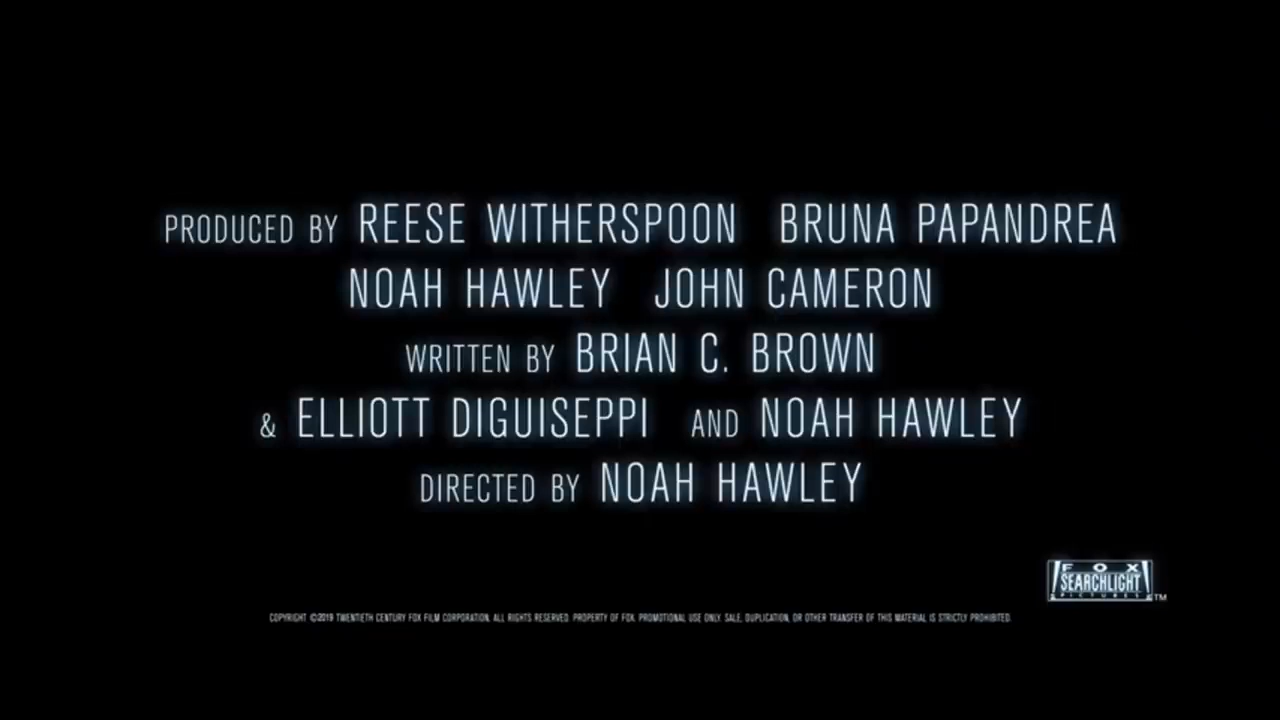 PRODUCED BY REESE WITHERSPOON BRUNA PAPANDREA
NOAH HAWLEY JOHN CAMERON
WRITTEN BY BRIAN C. BROWN
& ELLIOTT DIGUISEPPI AND NOAH HAWLEY
DIRECTED BY NOAH HAWLEY
FOX
SEARCHLIGHT
PICTURES TM
COPYRIGHT ©2019 TWENTIETH CENTURY FOX FILM CORPORATION. ALL RIGHTS RESERVED. PROPERTY OF FOX. PROMOTIONAL USE ONLY. SALE, DUPLICATION, OR OTHER TRANSFER OF THIS MATERIAL IS STRICTLY PROHIBITED.